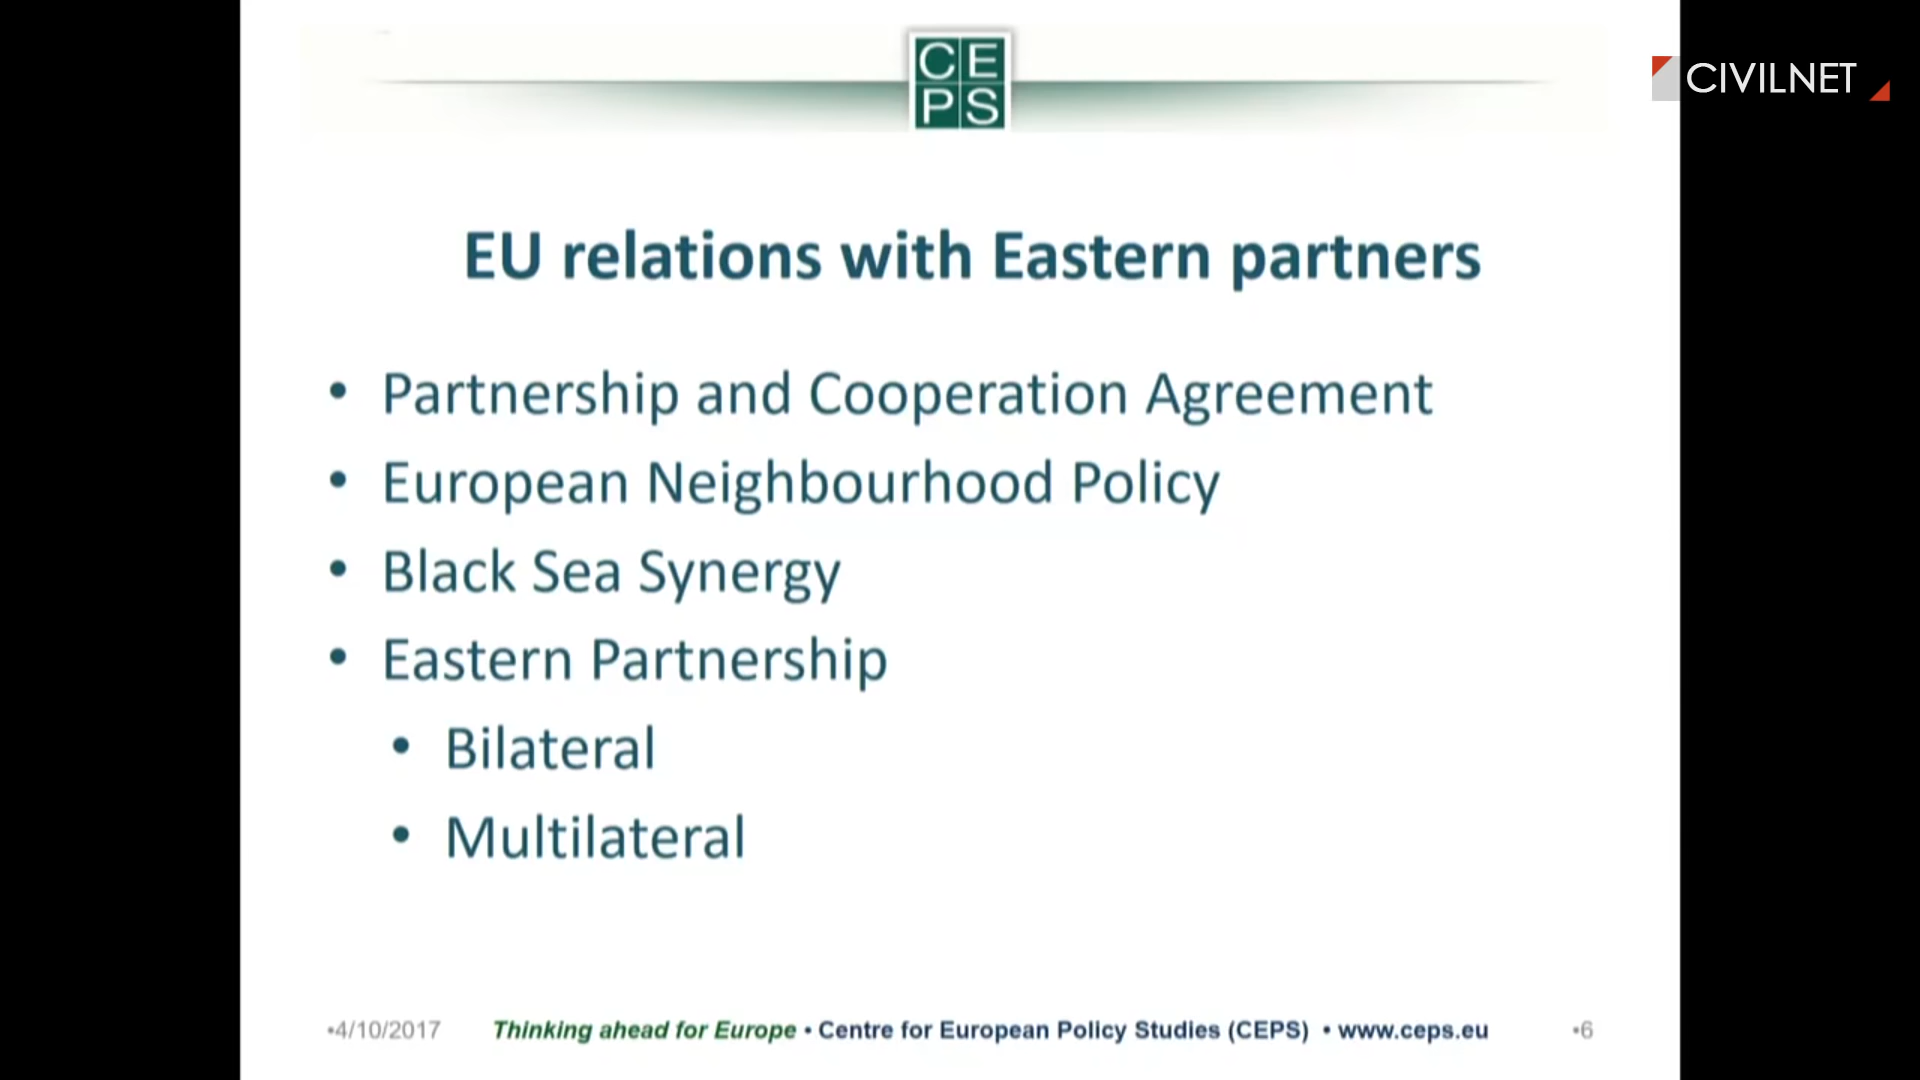 CE
PS
CIVILNET
EU relations with Eastern partners
• Partnership and Cooperation Agreement
• European Neighbourhood Policy
• Black Sea Synergy
• Eastern Partnership
• Bilateral
• Multilateral
•4/10/2017 Thinking ahead for Europe • Centre for European Policy Studies (CEPS) • www.ceps.eu •6